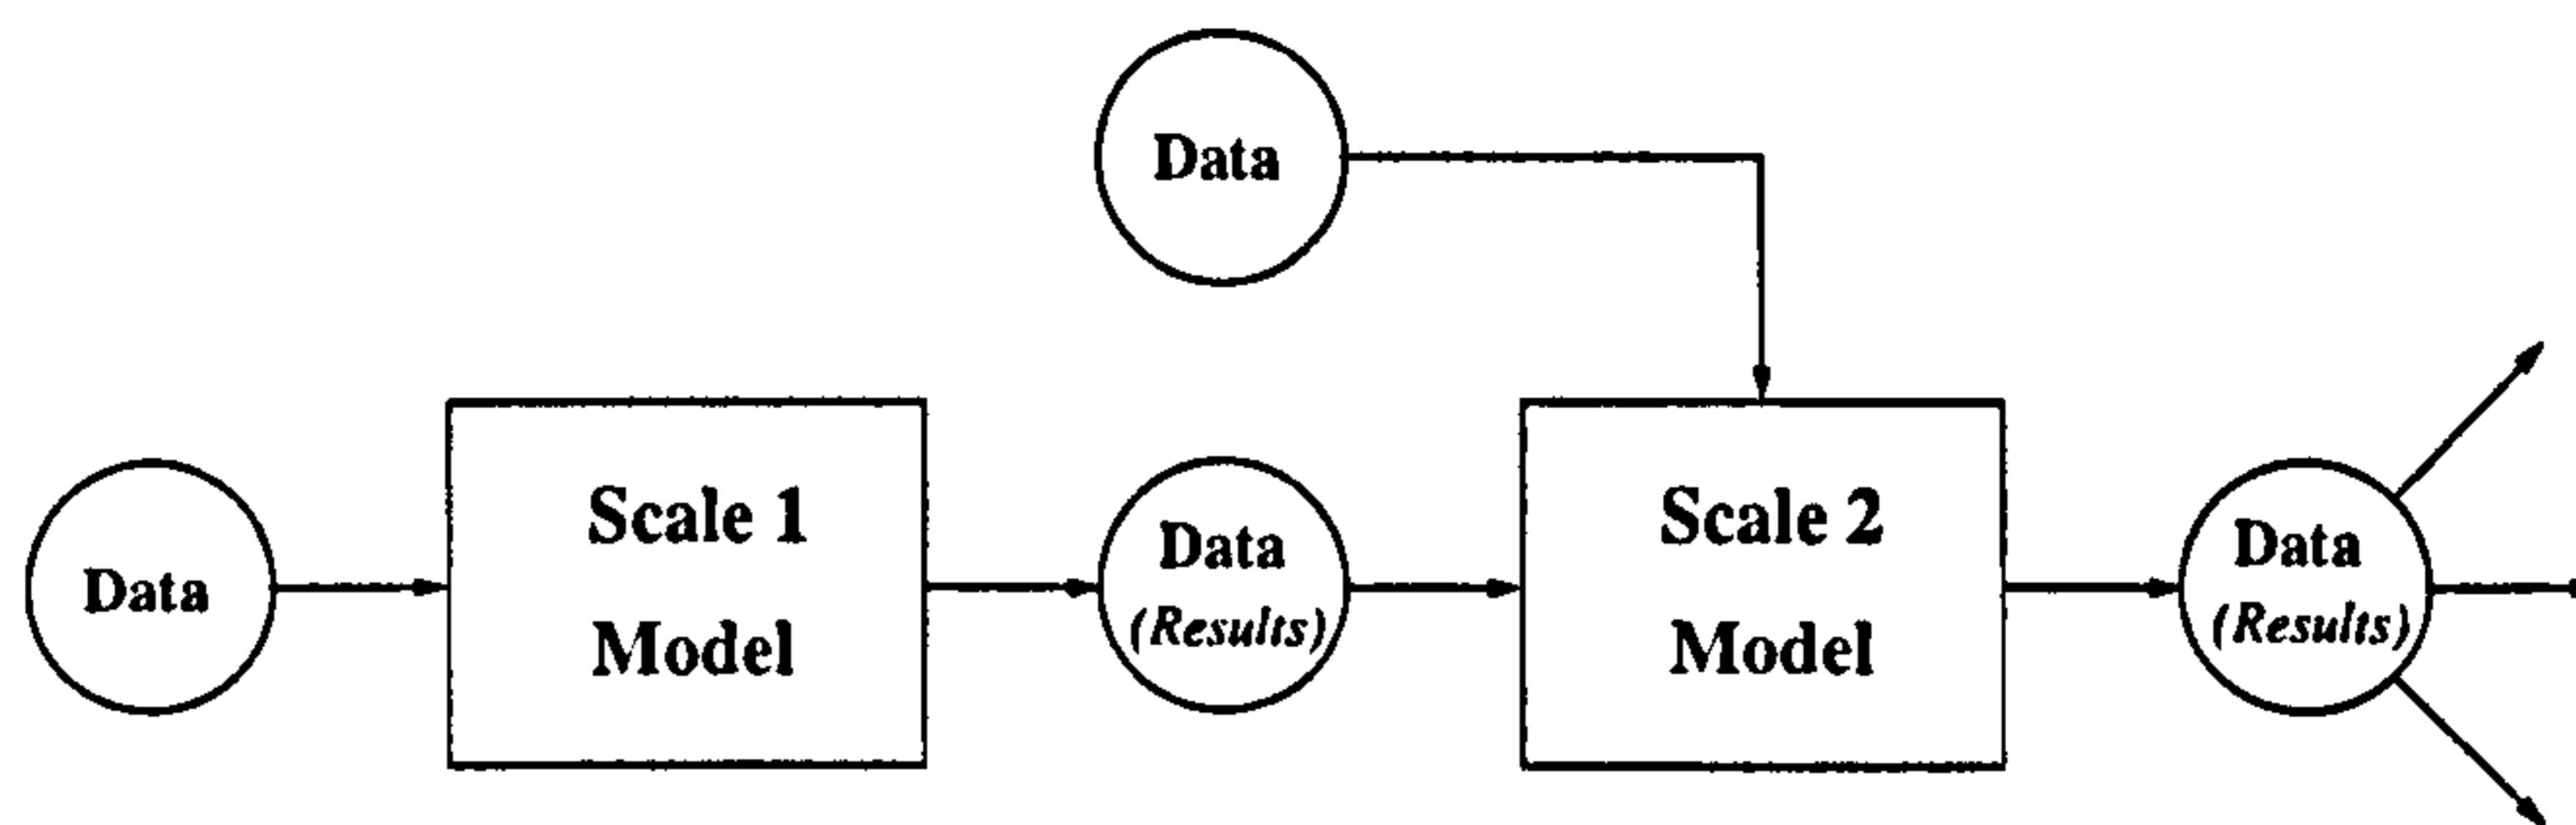 Data
Data
Scale 1
Model
Data
(Results)
Scale 2
Model
Data
(Results)